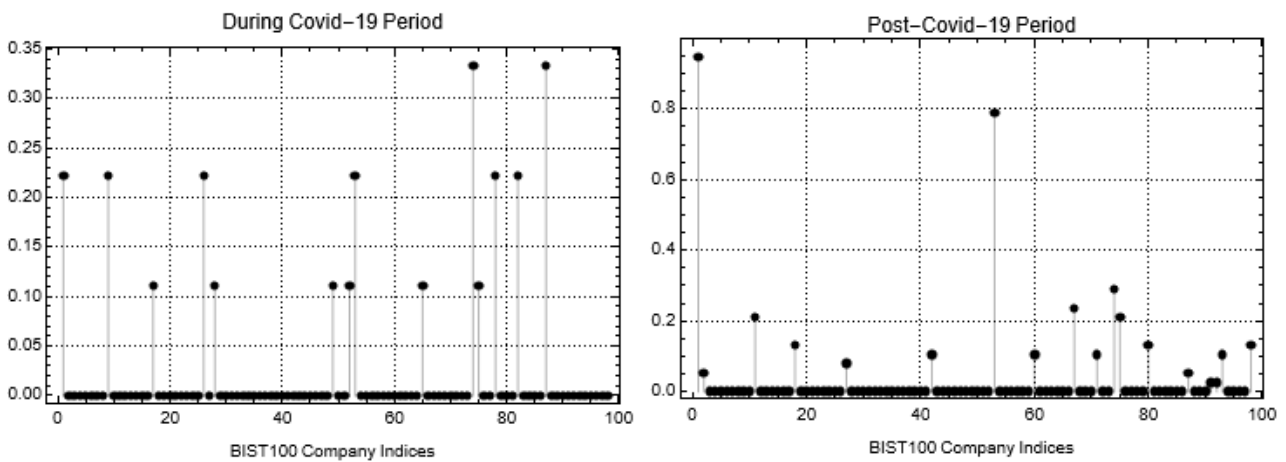 During Covid−19 Period
0.35
0.30
0.25
0.20
0.15
0.10
0.05
0.00
0 20 40 60 80 100
BIST100 Company Indices
Post−Covid−19 Period
0.8
0.6
0.4
0.2
0.0
0 20 40 60 80 100
BIST100 Company Indices